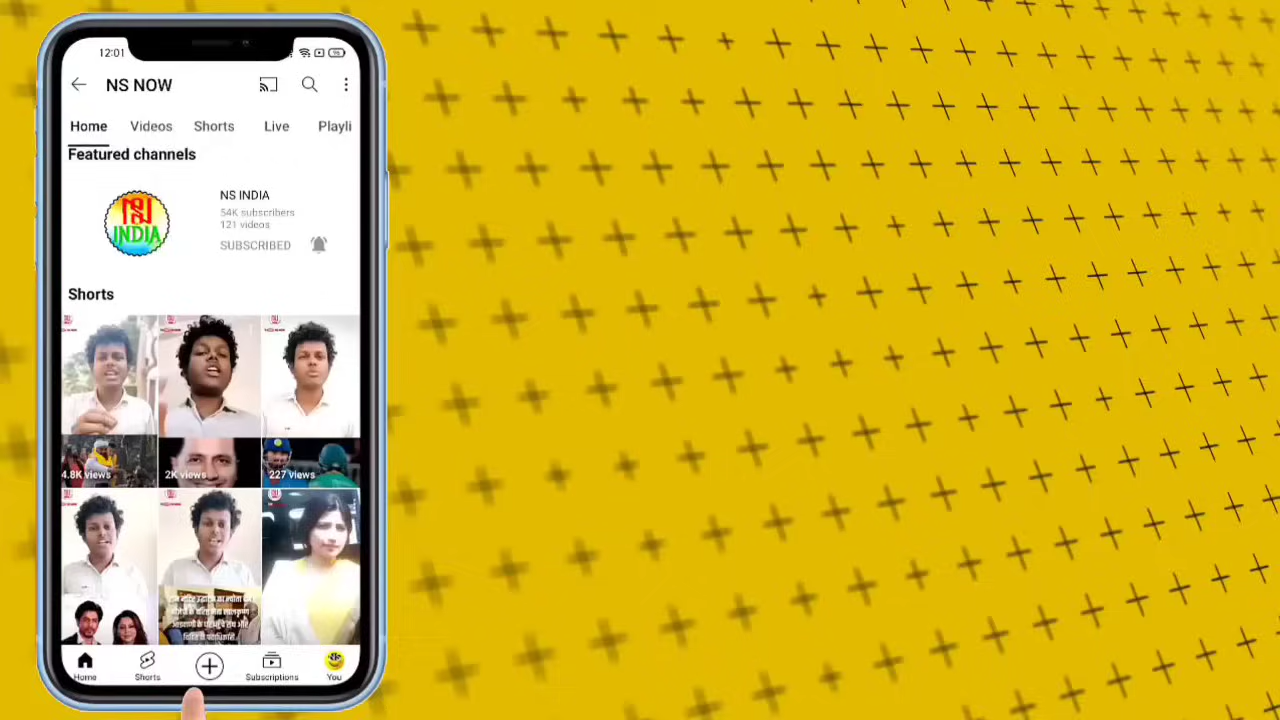 12:01
NS NOW
Home Videos Shorts Live Playli
Featured channels
INDIA
NS INDIA
54K subscribers
121 videos
SUBSCRIBED
Shorts
4.8K views
2K views
227 views
Home
Shorts
Subscriptions
You